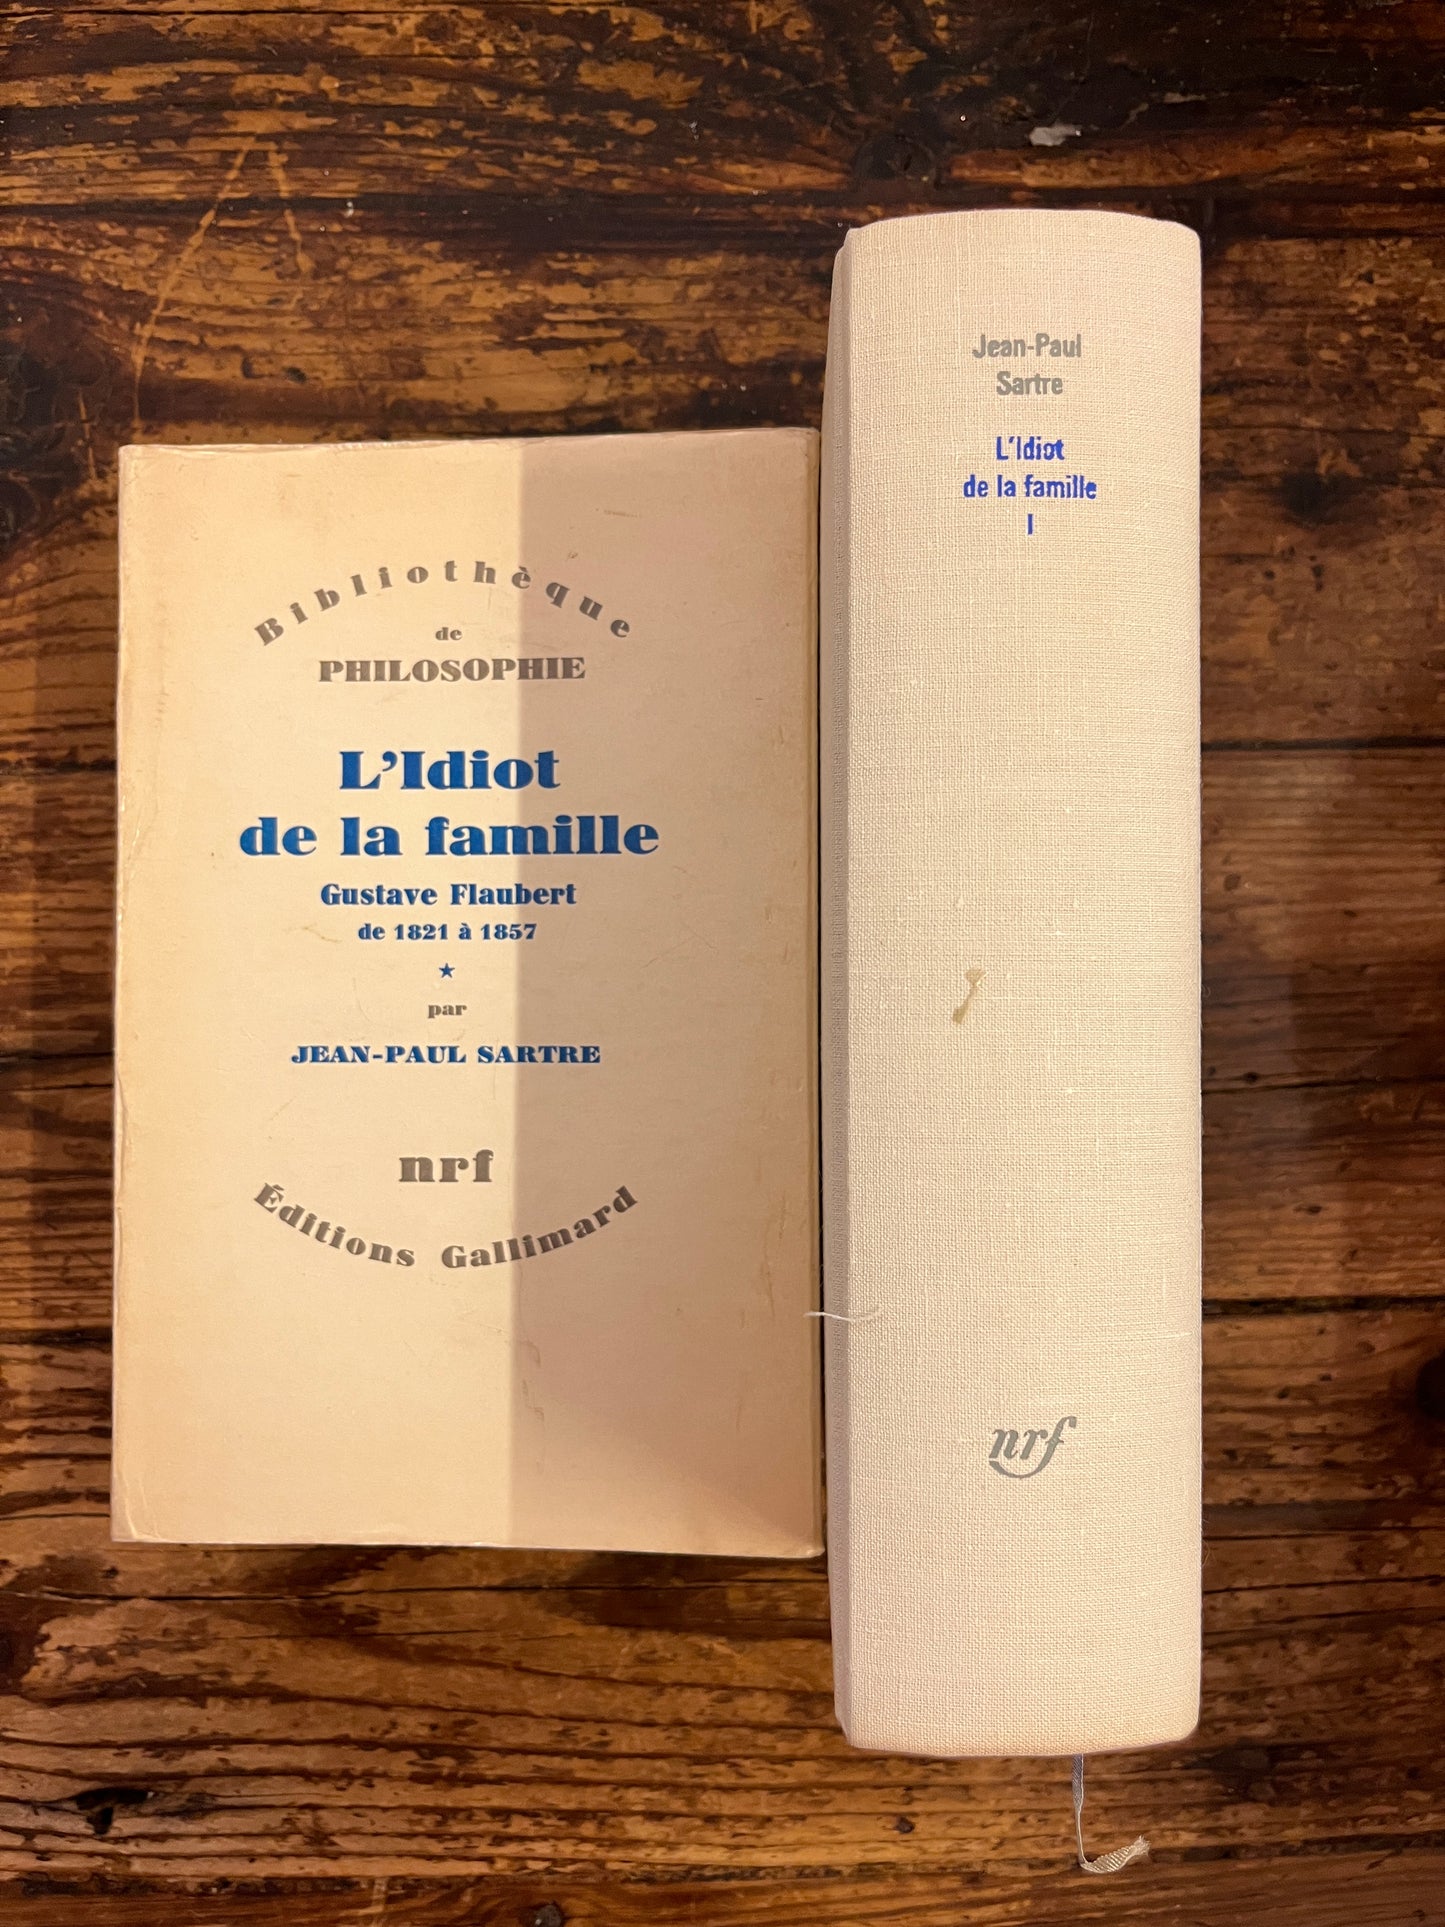 Bibliothèque
de
PHILOSOPHIE
L'Idiot
de la famille
Gustave Flaubert
de 1821 à 1857
★
par
JEAN-PAUL SARTRE
nrf
Éditions Gallimard
Jean-Paul
Sartre
L'Idiot
de la famille
I
nrf